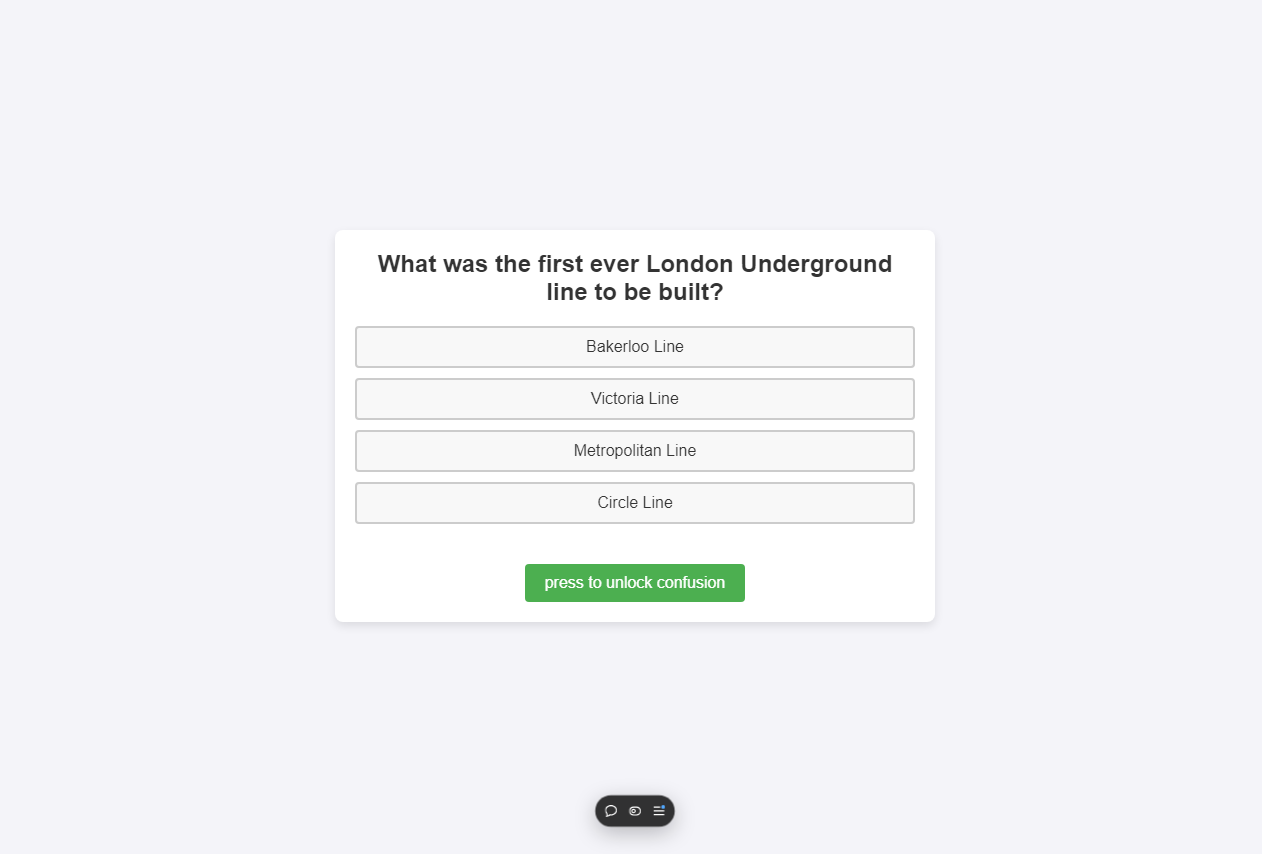 What was the first ever London Underground
line to be built?
Bakerloo Line
Victoria Line
Metropolitan Line
Circle Line
press to unlock confusion